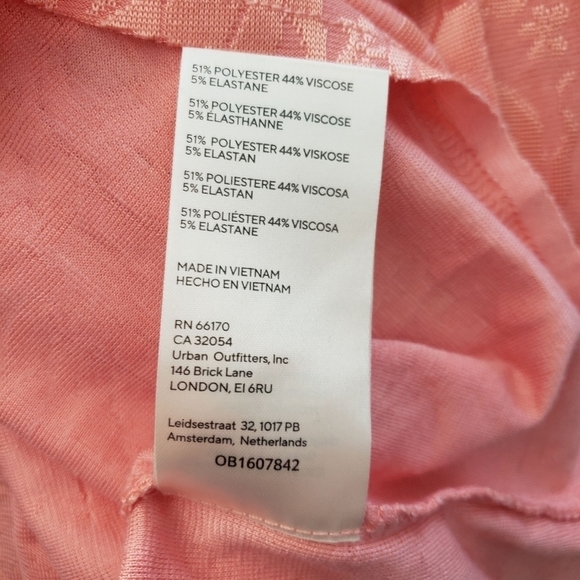 51% POLYESTER 44% VISCOSE
5% ELASTANE
51% POLYESTER 44% VISCOSE
5% ÉLASTHANNE
51% POLYESTER 44% VISKOSE
5% ELASTAN
51% POLIESTERE 44% VISCOSA
5% ELASTAN
51% POLIÉSTER 44% VISCOSA
5% ELASTANE
MADE IN VIETNAM
HECHO EN VIETNAM
RN 66170
CA 32054
Urban Outfitters, Inc
146 Brick Lane
LONDON, E1 6RU
Leidsestraat 32, 1017 PB
Amsterdam, Netherlands
OB1607842